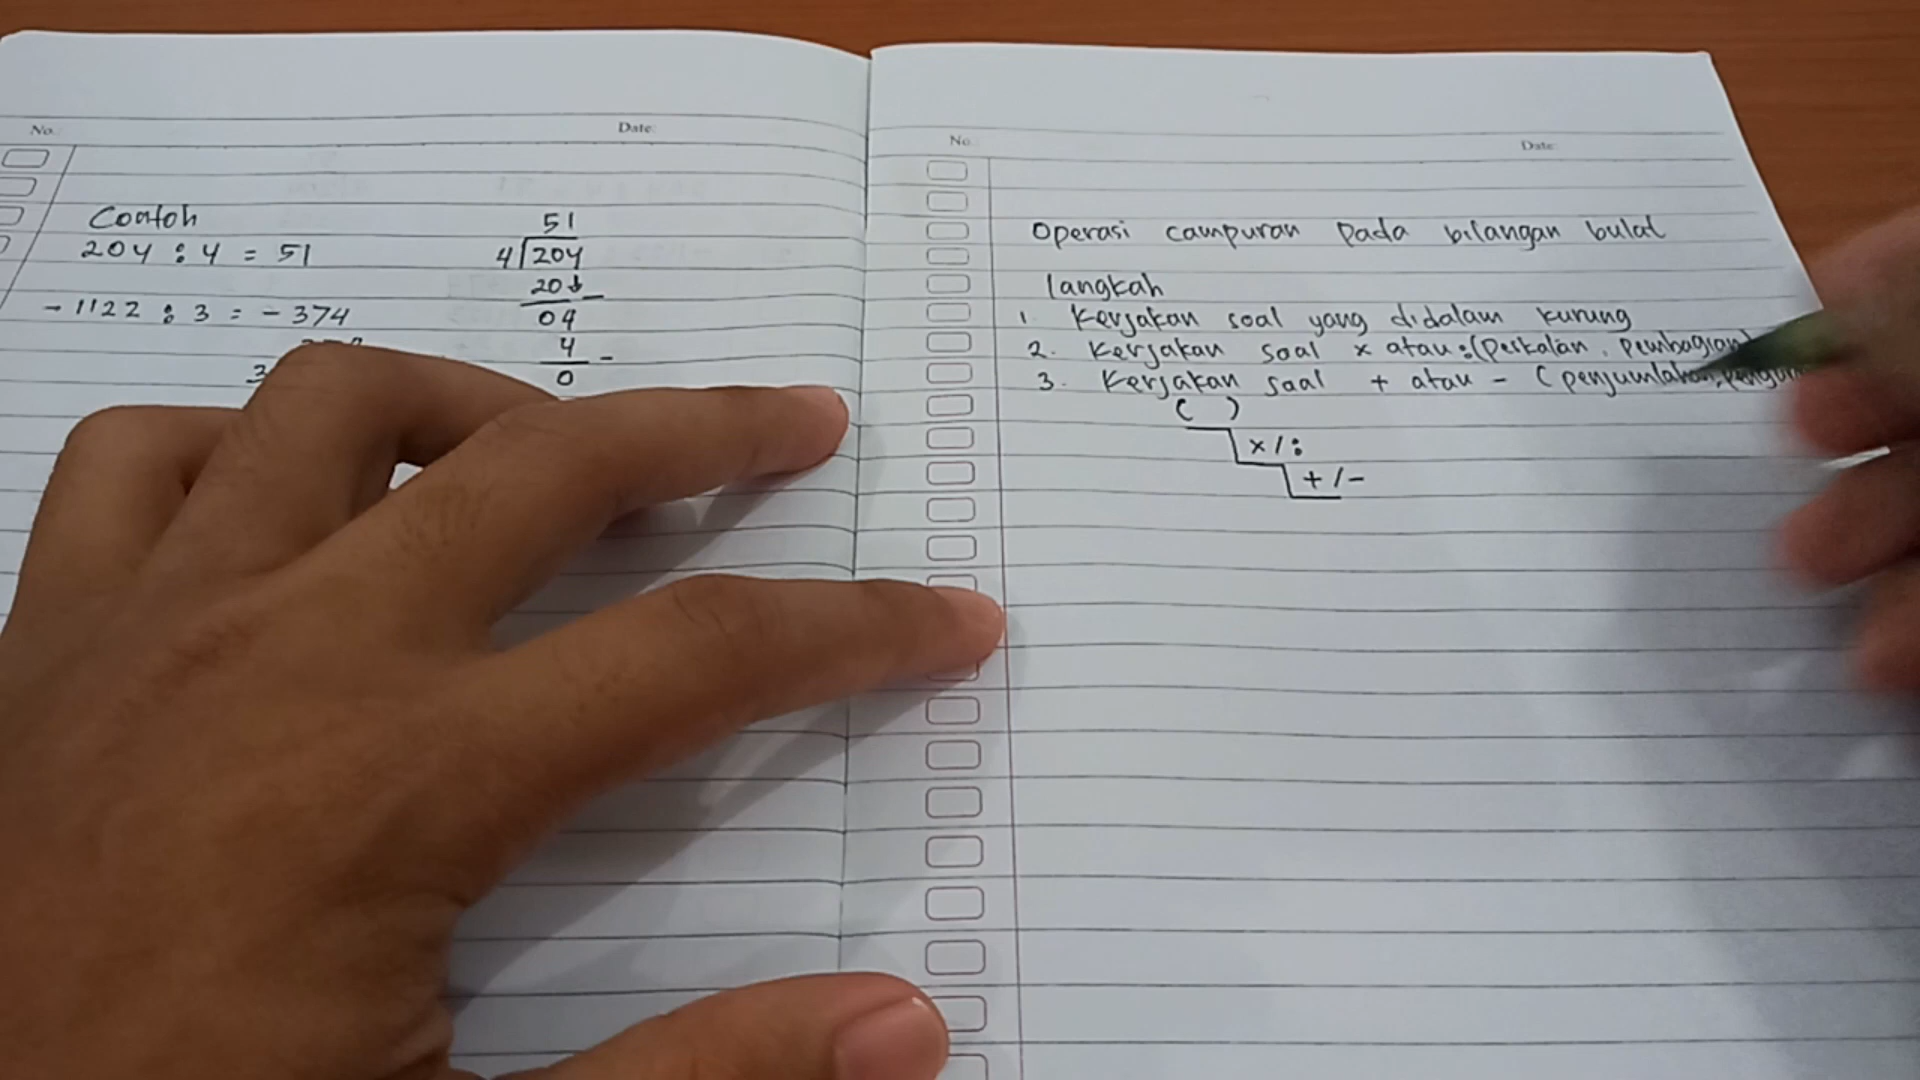 No.
Date:
Contoh
204 : 4 = 51
- 1122 : 3 = - 374
51
4 204
20 -
04
4 -
0
3
No
Date:
Operasi campuran pada bilangan bulat
langkah
1. Kerjakan soal yang didalam kurung
2. Kerjakan soal x atau : (Perkalan, Pembagian)
3. Kerjakan soal + atau - (penjumlahan,
( )
x / :
+ / -